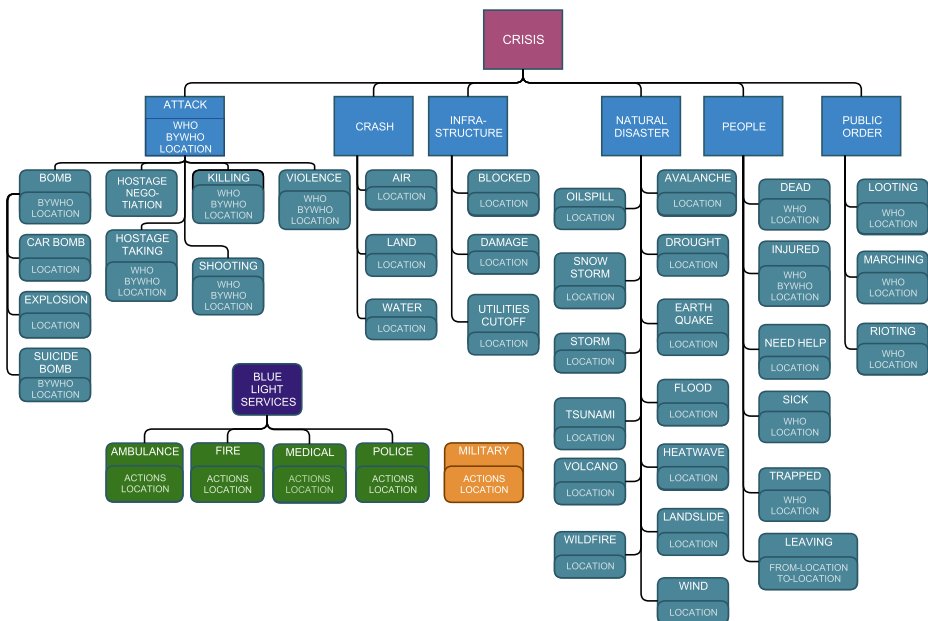 CRISIS
ATTACK
WHO
BYWHO
LOCATION
CRASH
INFRA-
STRUCTURE
NATURAL
DISASTER
PEOPLE
PUBLIC
ORDER
BOMB
BYWHO
LOCATION
CAR BOMB
LOCATION
EXPLOSION
LOCATION
SUICIDE
BOMB
BYWHO
LOCATION
HOSTAGE
NEGO-
TIATION
HOSTAGE
TAKING
WHO
BYWHO
LOCATION
KILLING
WHO
BYWHO
LOCATION
SHOOTING
WHO
BYWHO
LOCATION
VIOLENCE
WHO
BYWHO
LOCATION
AIR
LOCATION
LAND
LOCATION
WATER
LOCATION
BLOCKED
LOCATION
DAMAGE
LOCATION
UTILITIES
CUTOFF
LOCATION
OILSPILL
LOCATION
SNOW
STORM
LOCATION
STORM
LOCATION
TSUNAMI
LOCATION
VOLCANO
LOCATION
WILDFIRE
LOCATION
AVALANCHE
LOCATION
DROUGHT
LOCATION
EARTH
QUAKE
LOCATION
FLOOD
LOCATION
HEATWAVE
LOCATION
LANDSLIDE
LOCATION
WIND
LOCATION
DEAD
WHO
LOCATION
INJURED
WHO
BYWHO
LOCATION
NEED HELP
LOCATION
SICK
WHO
LOCATION
TRAPPED
WHO
LOCATION
LEAVING
FROM-LOCATION
TO-LOCATION
LOOTING
WHO
LOCATION
MARCHING
WHO
LOCATION
RIOTING
WHO
LOCATION
BLUE
LIGHT
SERVICES
AMBULANCE
ACTIONS
LOCATION
FIRE
ACTIONS
LOCATION
MEDICAL
ACTIONS
LOCATION
POLICE
ACTIONS
LOCATION
MILITARY
ACTIONS
LOCATION